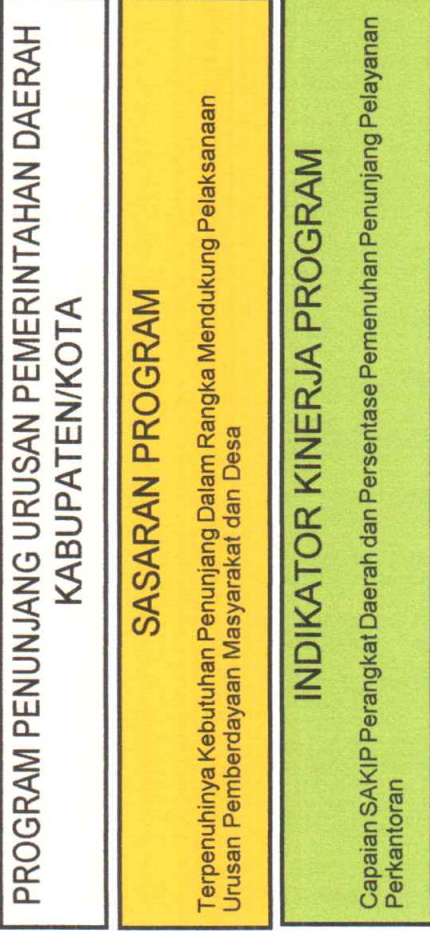 PROGRAM PENUNJANG URUSAN PEMERINTAHAN DAERAH
KABUPATEN/KOTA
SASARAN PROGRAM
Terpenuhinya Kebutuhan Penunjang Dalam Rangka Mendukung Pelaksanaan
Urusan Pemberdayaan Masyarakat dan Desa
INDIKATOR KINERJA PROGRAM
Capaian SAKIP Perangkat Daerah dan Persentase Pemenuhan Penunjang Pelayanan
Perkantoran